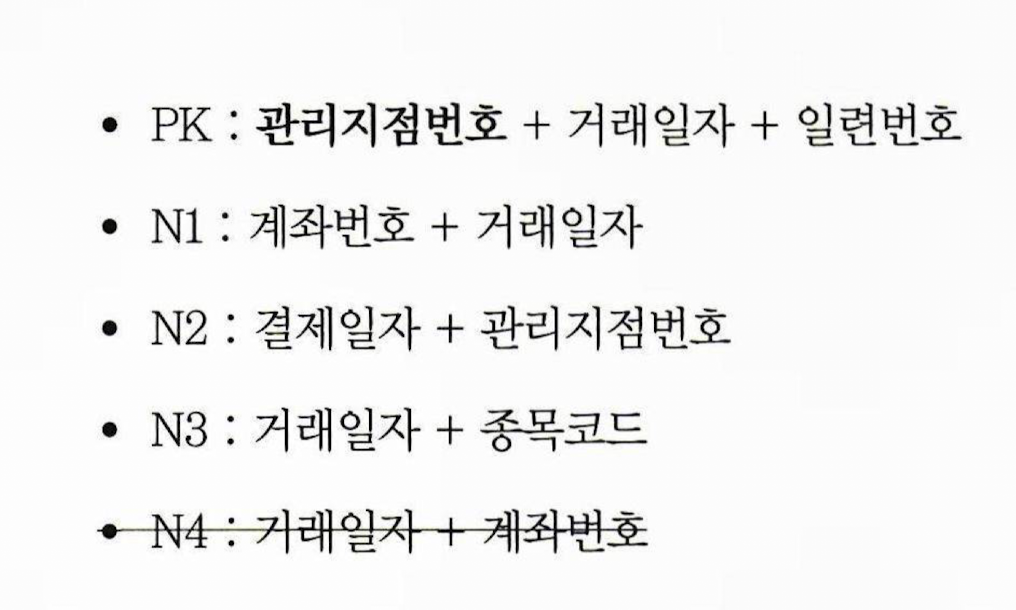 • PK : 관리지점번호 + 거래일자 + 일련번호
• N1 : 계좌번호 + 거래일자
• N2 : 결제일자 + 관리지점번호
• N3 : 거래일자 + 종목코드
• N4 : 거래일자 + 계좌번호